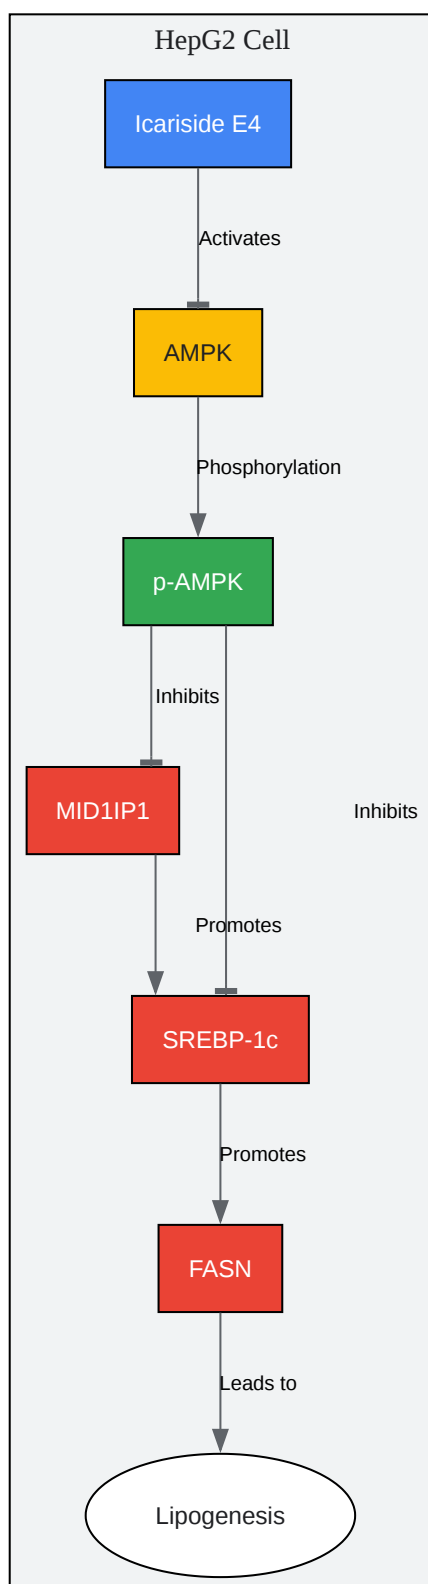 HepG2 Cell
Icariside E4
Activates
AMPK
Phosphorylation
p-AMPK
Inhibits
MID1IP1
Inhibits
Promotes
SREBP-1c
Promotes
FASN
Leads to
Lipogenesis